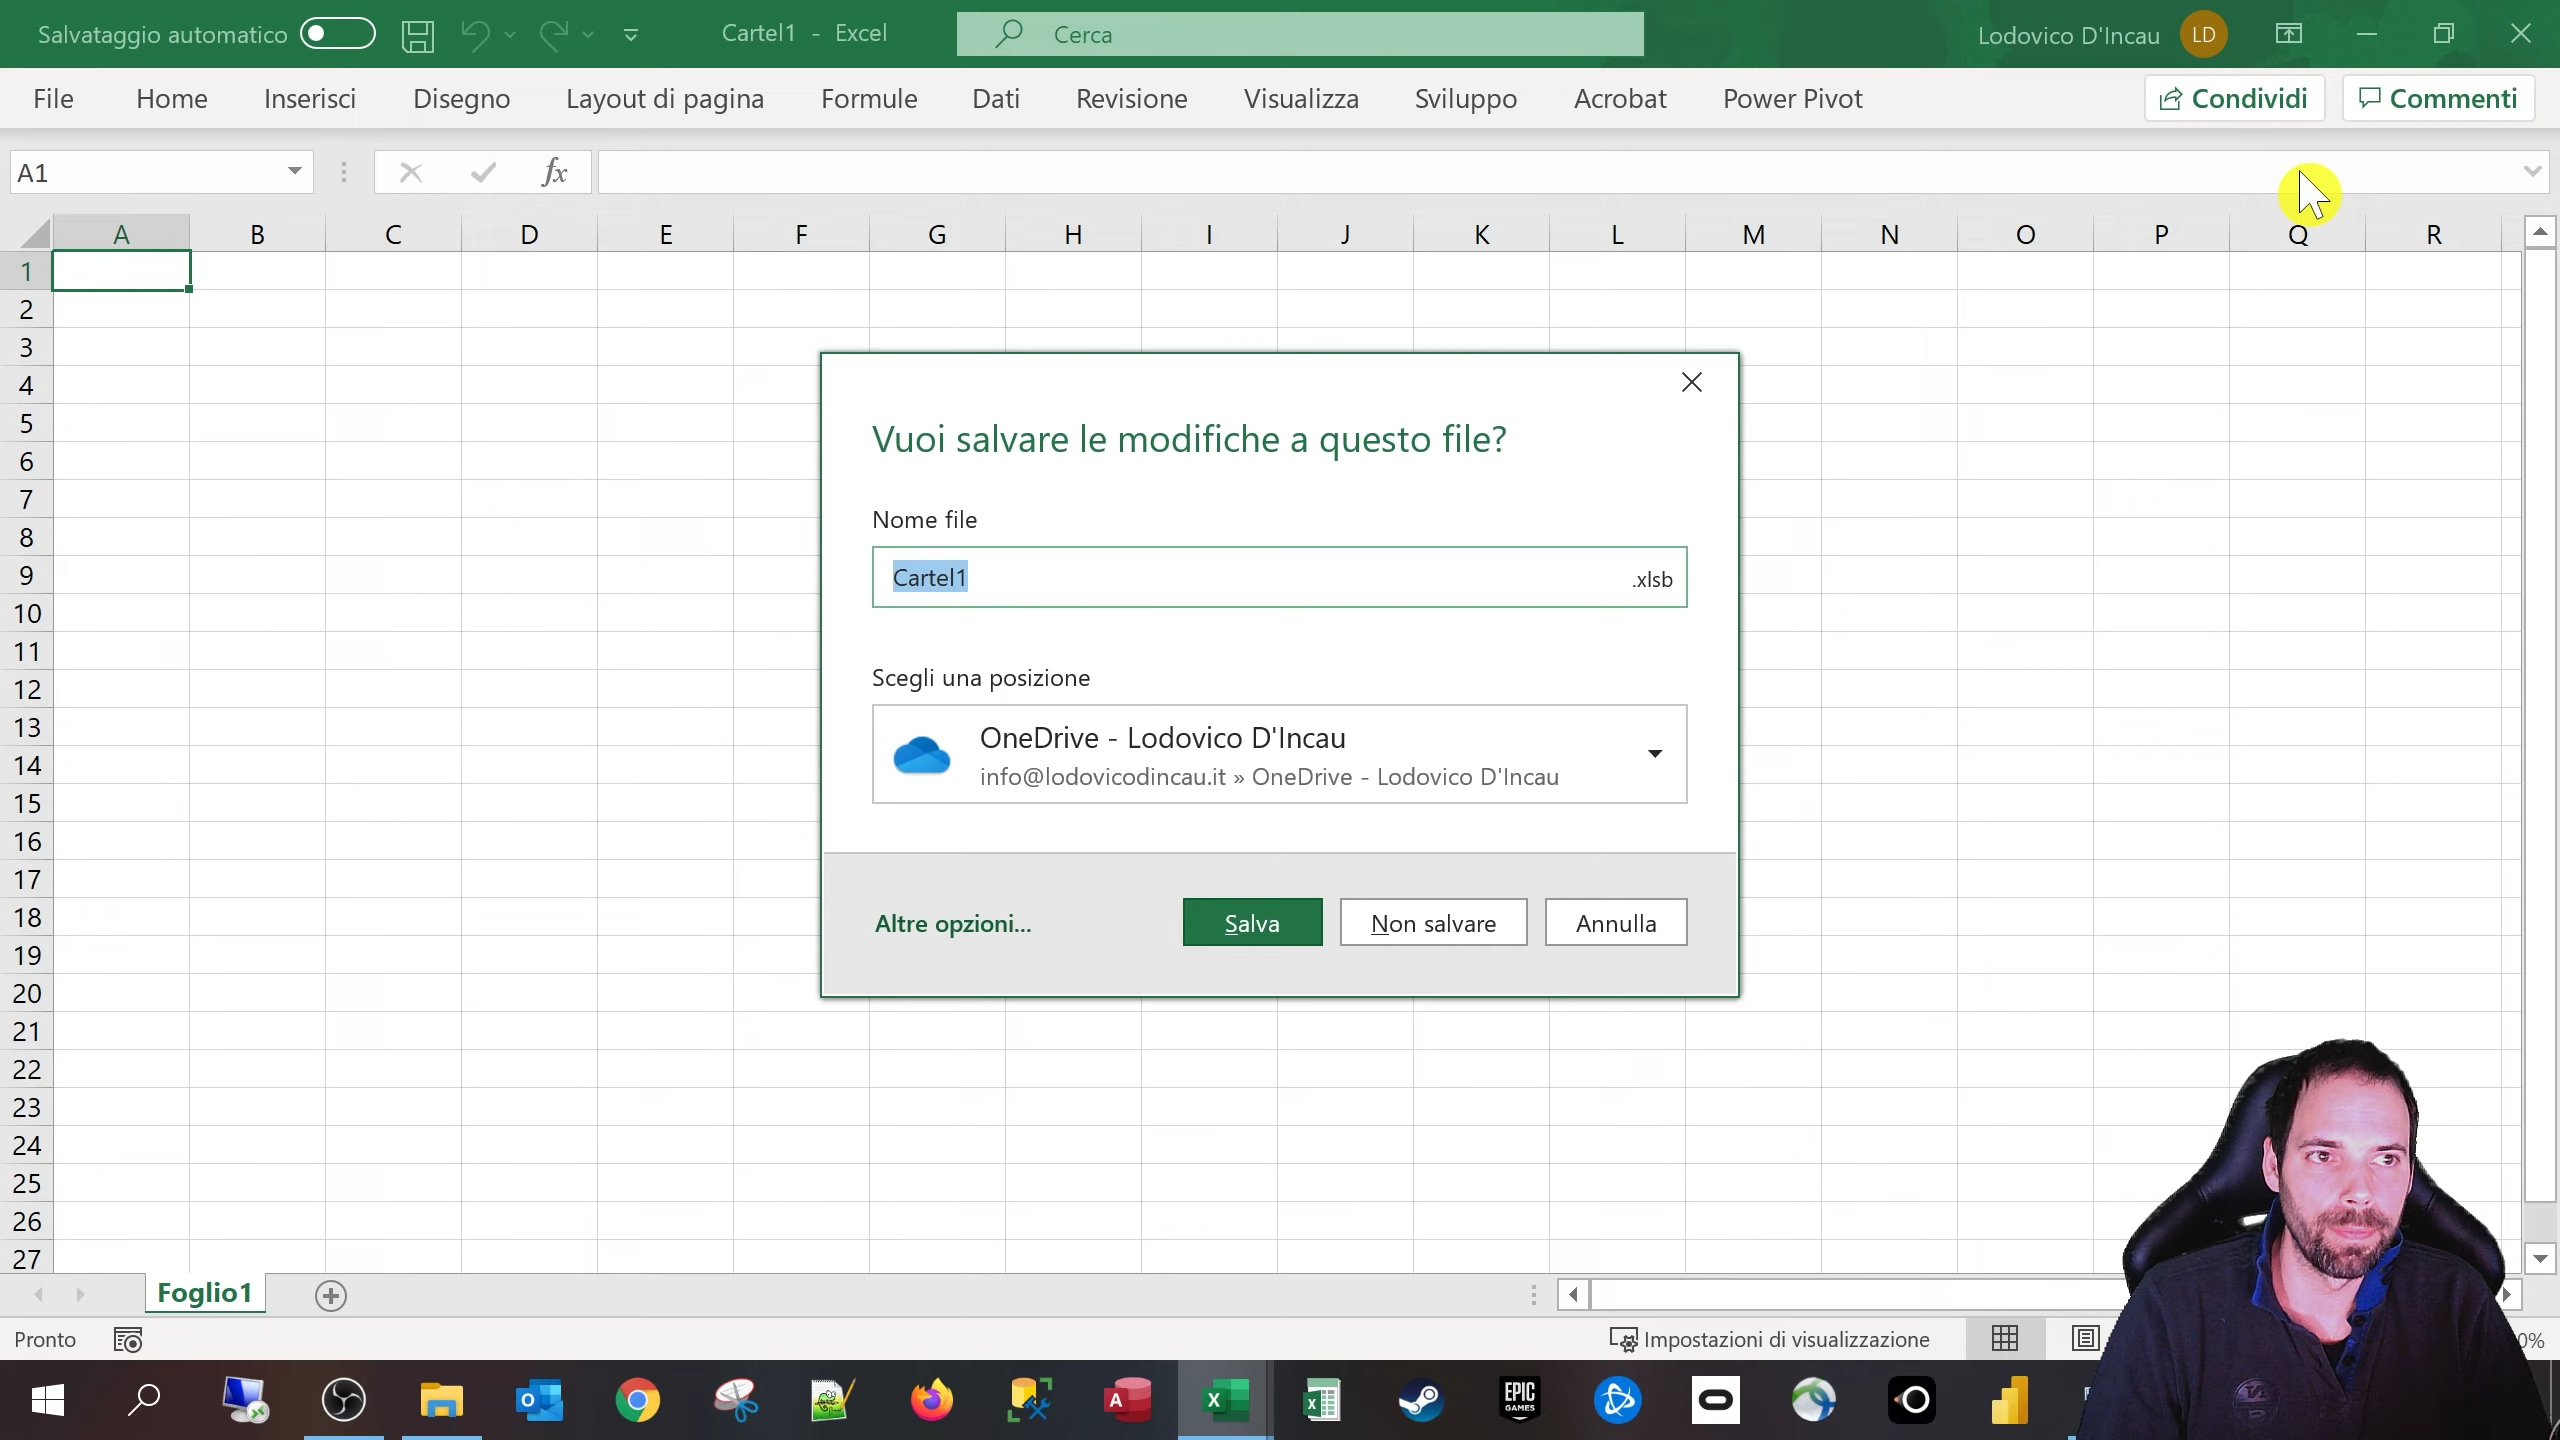 Salvataggio automatico
Cartel1 - Excel
Cerca
Lodovico D'Incau
LD
File Home Inserisci Disegno Layout di pagina Formule Dati Revisione Visualizza Sviluppo Acrobat Power Pivot
Condividi
Commenti
A1
fx
A B C D E F G H I J K L M N O P Q R
1
2
3
4
5
6
7
8
9
10
11
12
13
14
15
16
17
18
19
20
21
22
23
24
25
26
27
Vuoi salvare le modifiche a questo file?
Nome file
Cartel1 .xlsb
Scegli una posizione
OneDrive - Lodovico D'Incau
info@lodovicodincau.it » OneDrive - Lodovico D'Incau
Altre opzioni...
Salva
Non salvare
Annulla
Foglio1
Pronto
Impostazioni di visualizzazione
0%
EPIC
GAMES